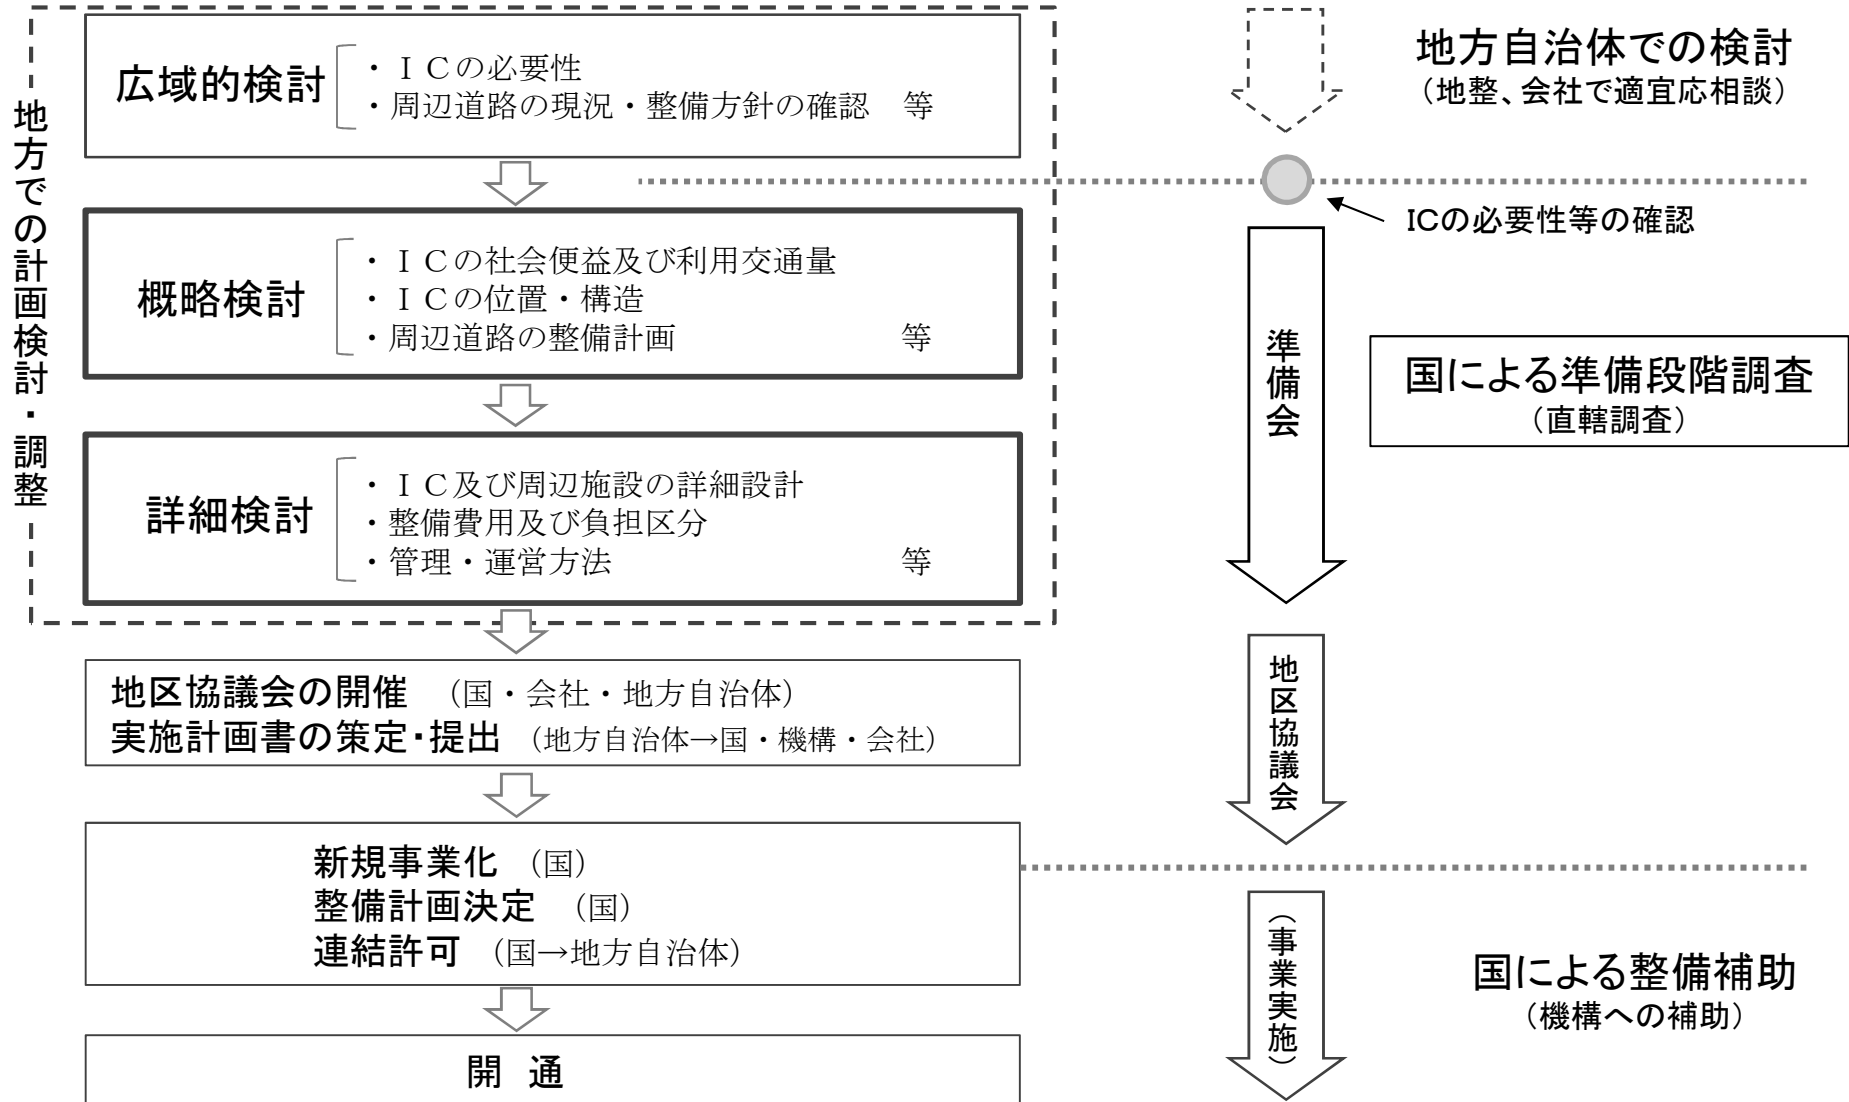 地方での計画検討・調整
広域的検討
・ＩＣの必要性
・周辺道路の現況・整備方針の確認　等
概略検討
・ＩＣの社会便益及び利用交通量
・ＩＣの位置・構造
・周辺道路の整備計画　等
詳細検討
・ＩＣ及び周辺施設の詳細設計
・整備費用及び負担区分
・管理・運営方法　等
地区協議会の開催　（国・会社・地方自治体）
実施計画書の策定・提出　（地方自治体→国・機構・会社）
新規事業化　（国）
整備計画決定　（国）
連結許可　（国→地方自治体）
開　通
地方自治体での検討
（地整、会社で適宜応相談）
ICの必要性等の確認
準備会
国による準備段階調査
（直轄調査）
地区協議会
（事業実施）
国による整備補助
（機構への補助）